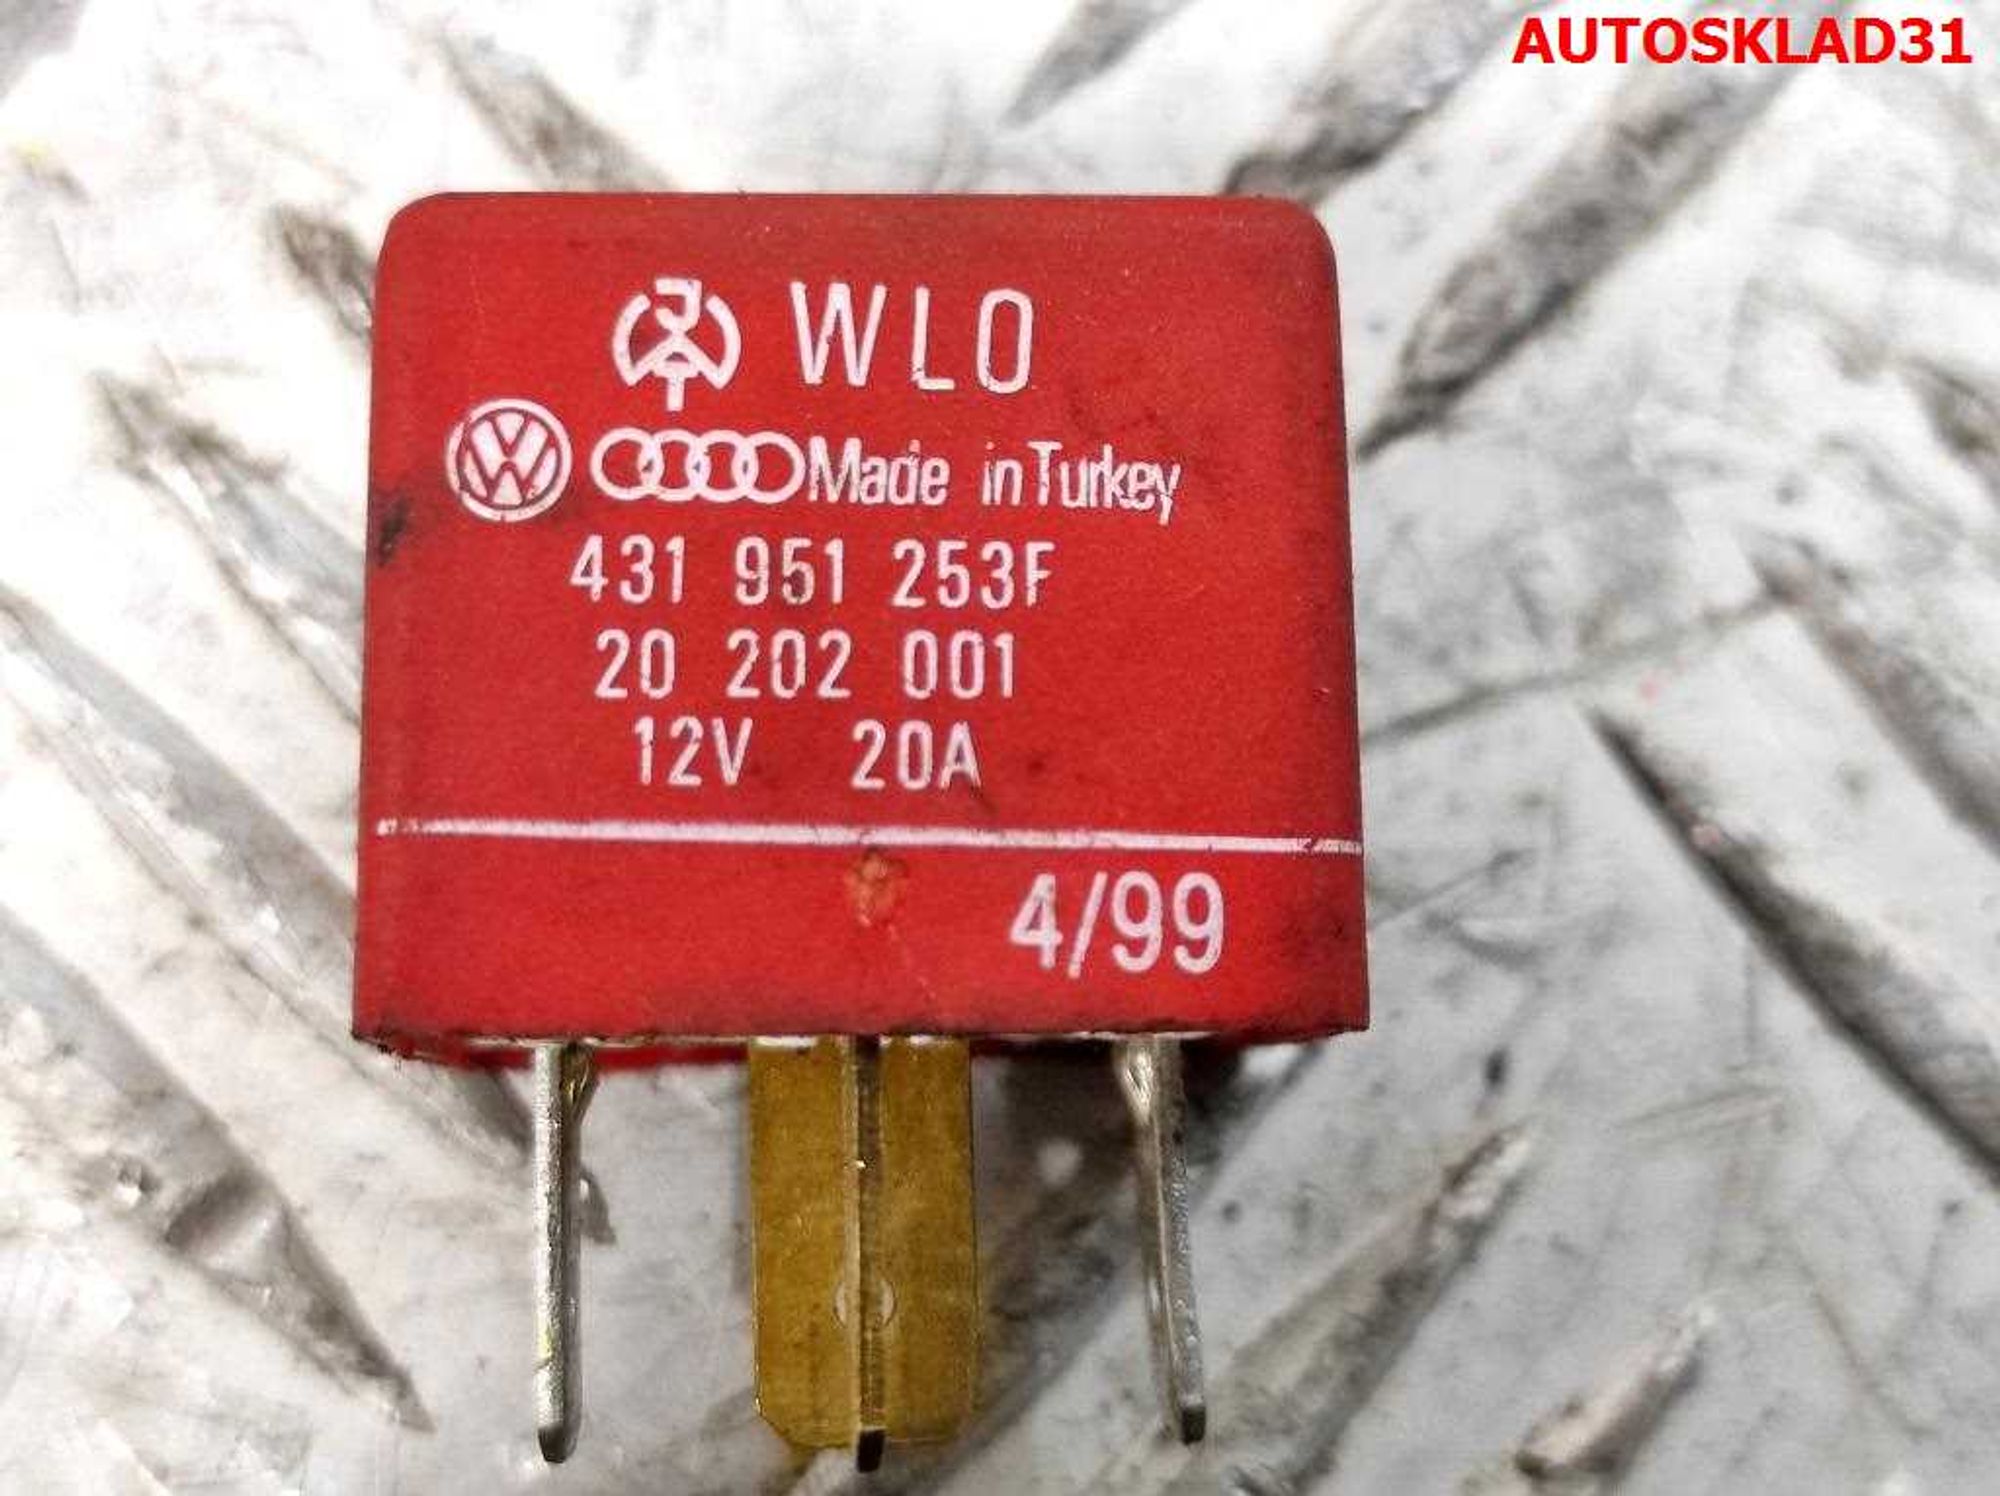 AUTOSKLAD31
WLO
Made in Turkey
431 951 253F
20 202 001
12V 20A
4/99